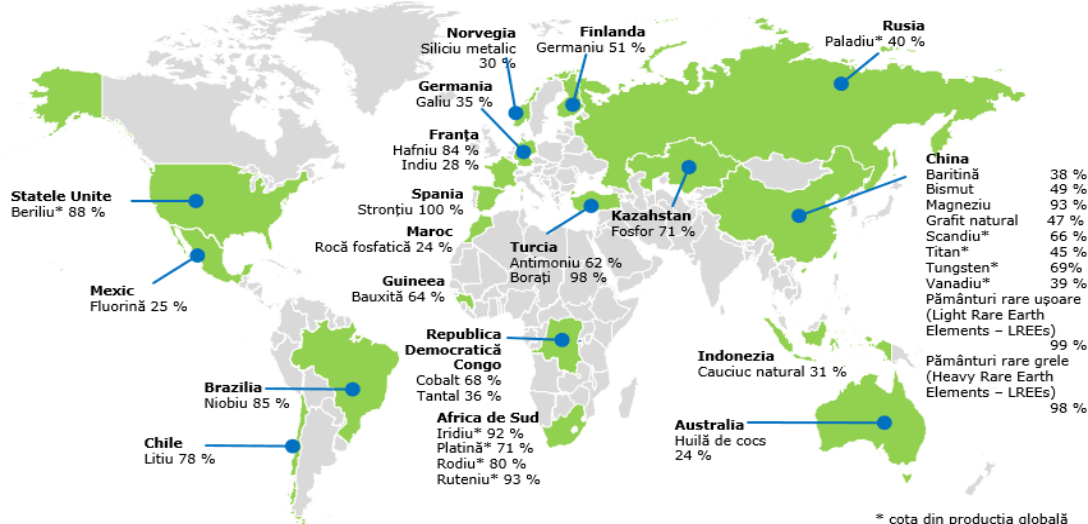 Norvegia
Siliciu metalic
30 %
Finlanda
Germaniu 51 %
Rusia
Paladiu* 40 %
Germania
Galiu 35 %
Franța
Hafniu 84 %
Indiu 28 %
Spania
Stronțiu 100 %
Maroc
Rocă fosfatică 24 %
Guineea
Bauxită 64 %
Statele Unite
Beriliu* 88 %
Mexic
Fluorină 25 %
Brazilia
Niobiu 85 %
Chile
Litiu 78 %
Turcia
Antimoniu 62 %
Borați 98 %
Kazahstan
Fosfor 71 %
Republica
Democratică
Congo
Cobalt 68 %
Tantal 36 %
Africa de Sud
Iridiu* 92 %
Platină* 71 %
Rodiu* 80 %
Ruteniu* 93 %
China
Baritină 38 %
Bismut 49 %
Magneziu 93 %
Grafit natural 47 %
Scandiu* 66 %
Titan* 45 %
Tungsten* 69%
Vanadiu* 39 %
Pământuri rare ușoare
(Light Rare Earth
Elements – LREEs)
99 %
Pământuri rare grele
(Heavy Rare Earth
Elements – LREEs)
98 %
Indonezia
Cauciuc natural 31 %
Australia
Huilă de cocs
24 %
* cota din producția globală